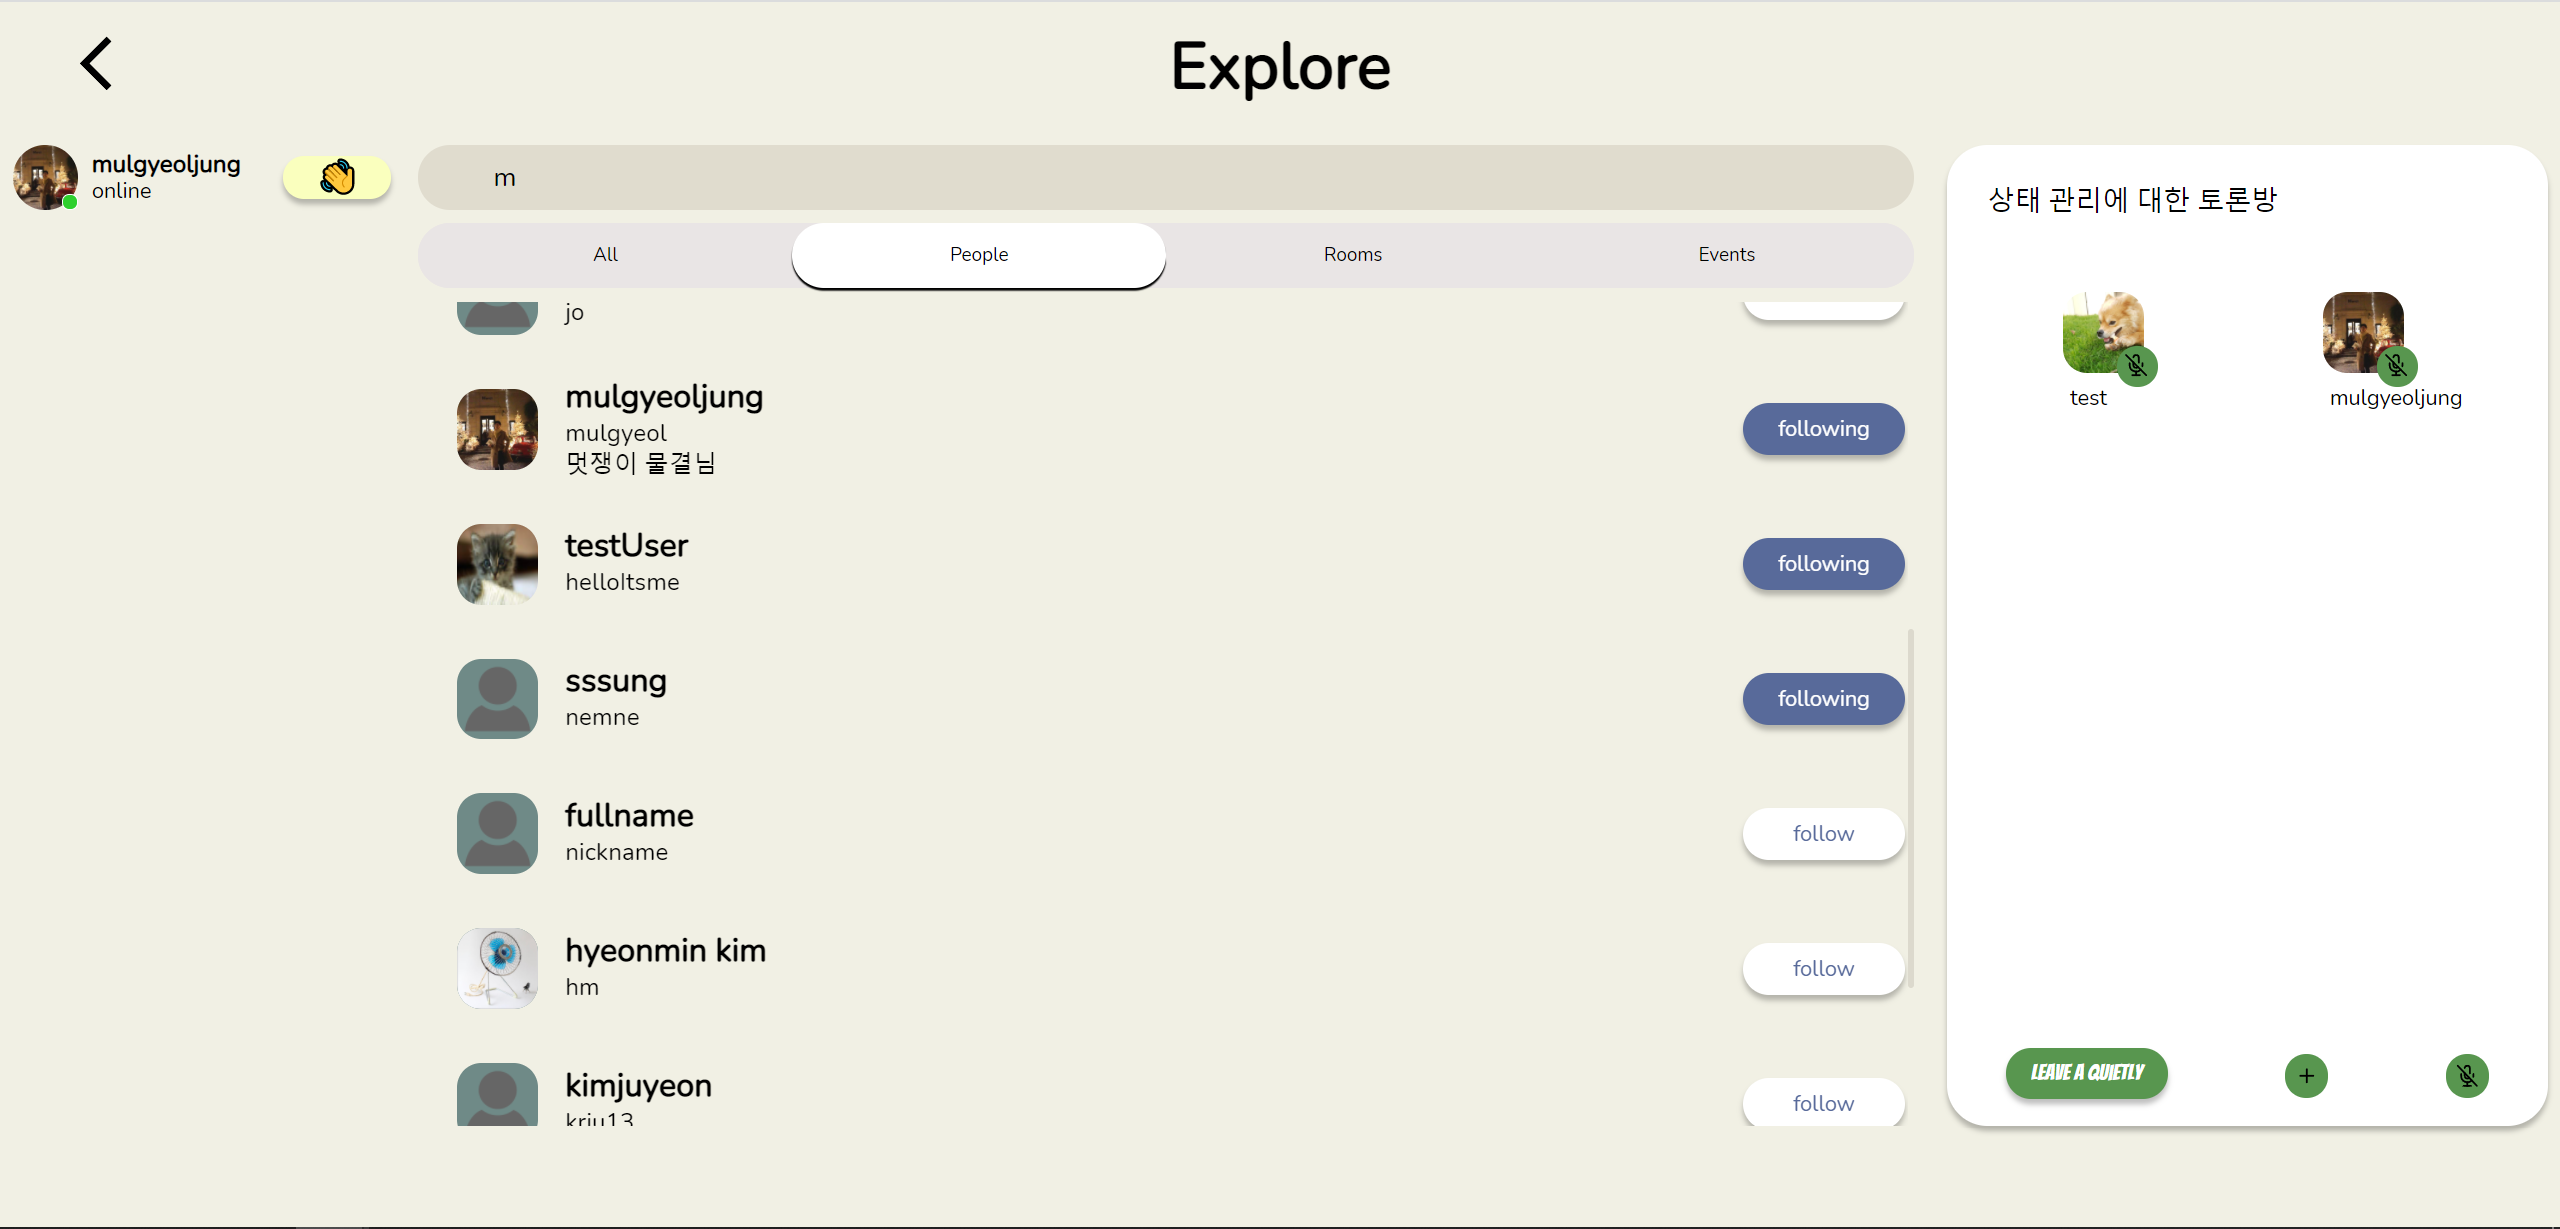 Explore
mulgyeoljung
online
m
All People Rooms Events
jo
mulgyeoljung
mulgyeol
멋쟁이 물결님
following
testUser
helloItsme
following
sssung
nemne
following
fullname
nickname
follow
hyeonmin kim
hm
follow
kimjuyeon
krju13
follow
상태 관리에 대한 토론방
test
mulgyeoljung
LEAVE A QUIETLY